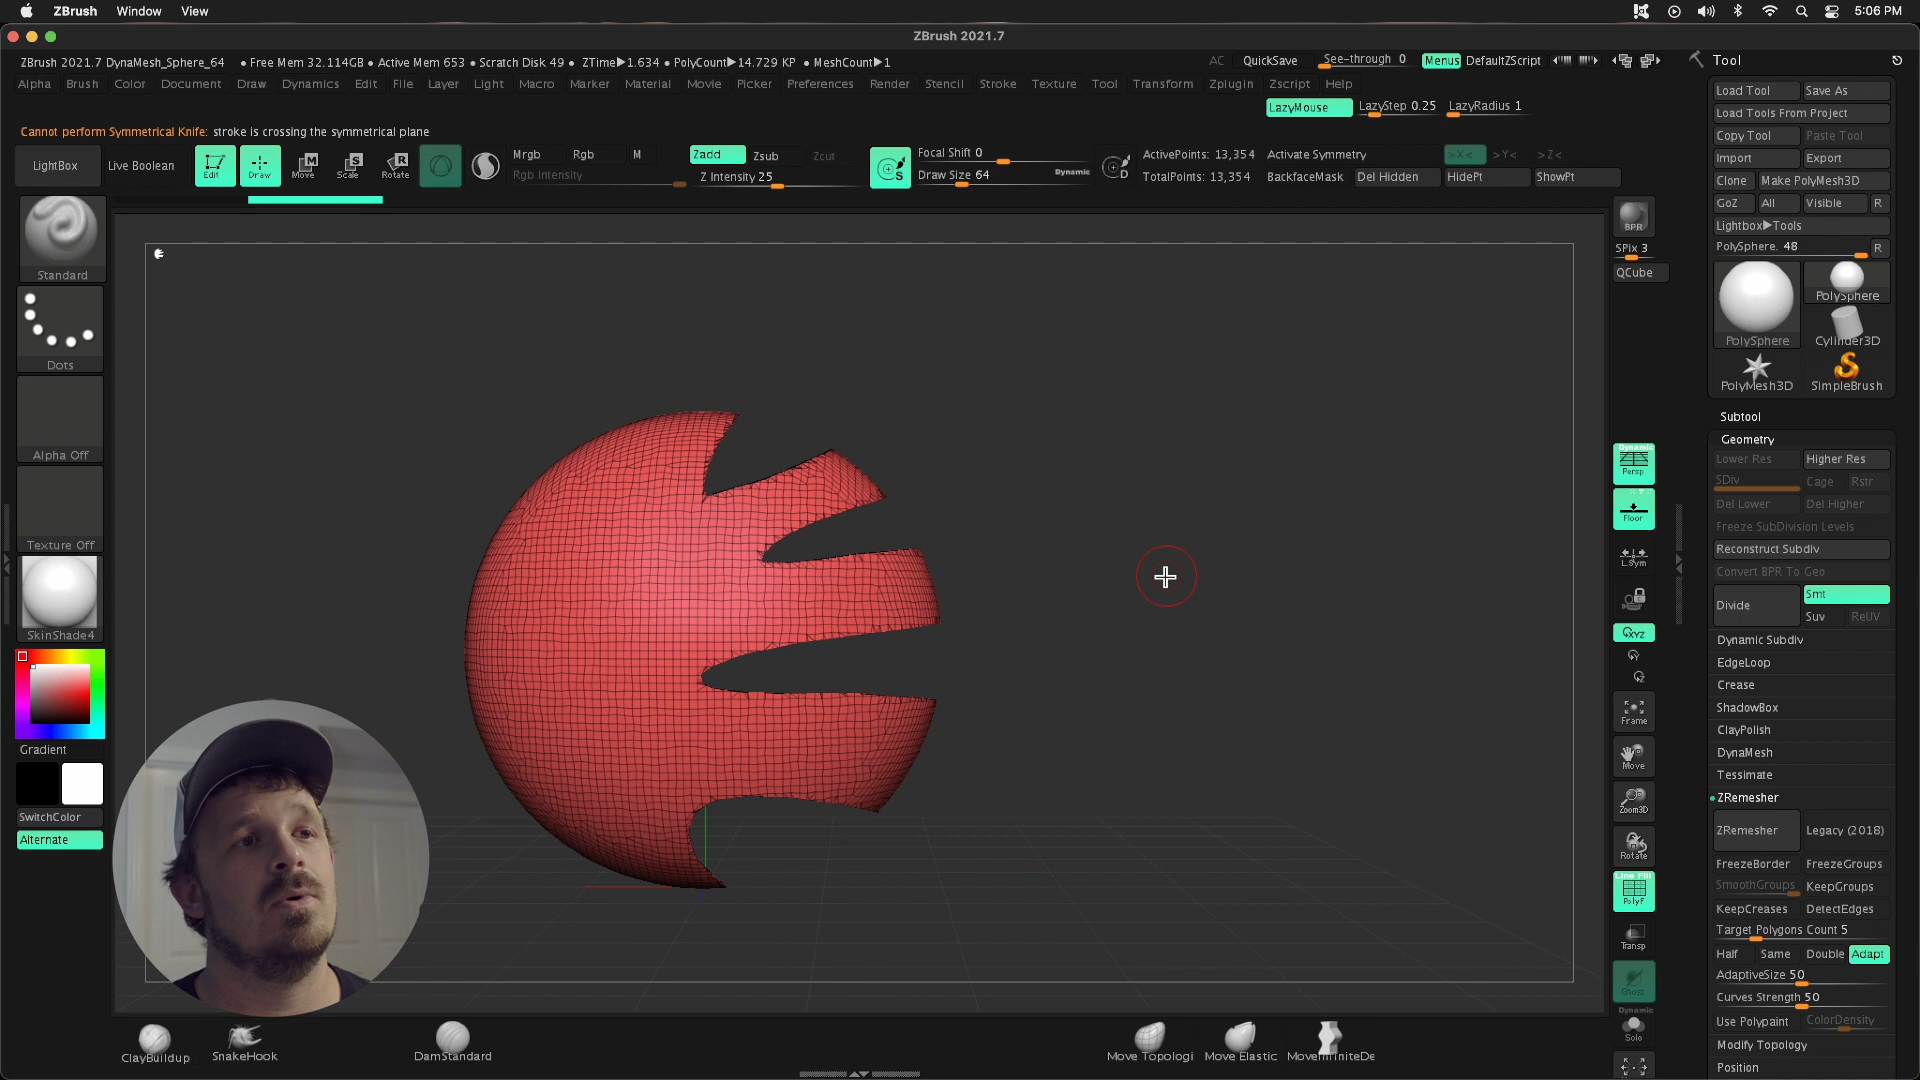 ZBrush Window View 5:06 PM
ZBrush 2021.7
ZBrush 2021.7 DynaMesh_Sphere_64 • Free Mem 32.114GB • Active Mem 653 • Scratch Disk 49 • ZTime▶1.634 • PolyCount▶14.729 KP • MeshCount▶1 AC QuickSave See-through 0 Menus DefaultZScript Tool
Alpha Brush Color Document Draw Dynamics Edit File Layer Light Macro Marker Material Movie Picker Preferences Render Stencil Stroke Texture Tool Transform Zplugin Zscript Help
LazyMouse LazyStep 0.25 LazyRadius 1
Cannot perform Symmetrical Knife: stroke is crossing the symmetrical plane
LightBox Live Boolean Edit Draw Move Scale Rotate
M S R
Mrgb Rgb M
Rgb Intensity
Zadd Zsub Zcut
Z Intensity 25
S
Focal Shift 0
Draw Size 64 Dynamic
D
ActivePoints: 13,354 Activate Symmetry >X< >Y< >Z<
TotalPoints: 13,354 BackfaceMask Del Hidden HidePt ShowPt
Standard
Dots
Alpha Off
Texture Off
SkinShade4
Gradient
SwitchColor
Alternate
ClayBuildup SnakeHook DamStandard Move Topologi Move Elastic MoveInfiniteDe
BPR
SPix 3
QCube
Dynamic
Persp
Floor
L.Sym
XYZ
Y
Z
Frame
Move
Zoom3D
Rotate
Line Fill
PolyF
Transp
Ghost
Dynamic
Solo
Load Tool Save As
Load Tools From Project
Copy Tool Paste Tool
Import Export
Clone Make PolyMesh3D
GoZ All Visible R
Lightbox▶Tools
PolySphere. 48 R
PolySphere PolySphere
Cylinder3D
PolyMesh3D SimpleBrush
Subtool
Geometry
Lower Res Higher Res
SDiv Cage Rstr
Del Lower Del Higher
Freeze SubDivision Levels
Reconstruct Subdiv
Convert BPR To Geo
Divide Smt
Suv ReUV
Dynamic Subdiv
EdgeLoop
Crease
ShadowBox
ClayPolish
DynaMesh
Tessimate
ZRemesher
ZRemesher Legacy (2018)
FreezeBorder FreezeGroups
SmoothGroups KeepGroups
KeepCreases DetectEdges
Target Polygons Count 5
Half Same Double Adapt
AdaptiveSize 50
Curves Strength 50
Use Polypaint ColorDensity
Modify Topology
Position